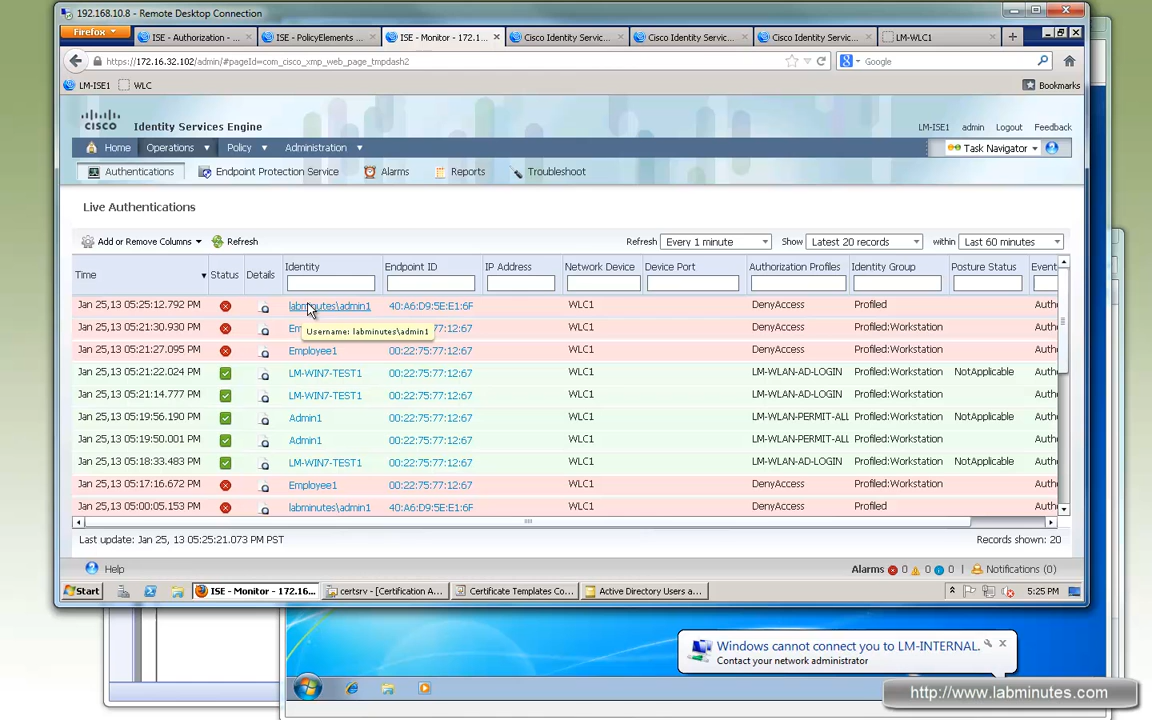 192.168.10.8 - Remote Desktop Connection
Firefox
ISE - Authorization - ...
ISE - PolicyElements ...
ISE - Monitor - 172.1...
Cisco Identity Servic...
Cisco Identity Servic...
Cisco Identity Servic...
LM-WLC1
https://172.16.32.102/admin/#pageId=com_cisco_xmp_web_page_tmpdash2
Google
LM-ISE1 WLC Bookmarks
CISCO Identity Services Engine
LM-ISE1 admin Logout Feedback
Home Operations Policy Administration Task Navigator
Authentications Endpoint Protection Service Alarms Reports Troubleshoot
Live Authentications
Add or Remove Columns Refresh Refresh Every 1 minute Show Latest 20 records within Last 60 minutes
Time Status Details Identity Endpoint ID IP Address Network Device Device Port Authorization Profiles Identity Group Posture Status Event
Jan 25,13 05:25:12.792 PM labminutes\admin1 40:A6:D9:5E:E1:6F WLC1 DenyAccess Profiled Auth
Jan 25,13 05:21:30.930 PM Em 77:12:67 WLC1 DenyAccess Profiled:Workstation Auth
Username: labminutes\admin1
Jan 25,13 05:21:27.095 PM Employee1 00:22:75:77:12:67 WLC1 DenyAccess Profiled:Workstation Auth
Jan 25,13 05:21:22.024 PM LM-WIN7-TEST1 00:22:75:77:12:67 WLC1 LM-WLAN-AD-LOGIN NotApplicable Auth
Jan 25,13 05:21:14.717 PM LM-WIN7-TEST1 00:22:75:77:12:67 WLC1 LM-WLAN-AD-LOGIN Profiled:Workstation Auth
Jan 25,13 05:19:56.190 PM Admin1 00:22:75:77:12:67 WLC1 LM-WLAN-PERMIT-ALL Profiled:Workstation NotApplicable Auth
Jan 25,13 05:19:50.001 PM Admin1 00:22:75:77:12:67 WLC1 LM-WLAN-PERMIT-ALL Profiled:Workstation Auth
Jan 25,13 05:18:33.483 PM LM-WIN7-TEST1 00:22:75:77:12:67 WLC1 LM-WLAN-AD-LOGIN Profiled:Workstation NotApplicable Auth
Jan 25,13 05:17:16.672 PM Employee1 00:22:75:77:12:67 WLC1 DenyAccess Profiled:Workstation Auth
Jan 25,13 05:00:05.153 PM labminutes\admin1 40:A6:D9:5E:E1:6F WLC1 DenyAccess Profiled Auth
Last update: Jan 25, 13 05:25:21.073 PM PST Records shown: 20
Help Alarms 0 0 0 Notifications (0)
Start ISE - Monitor - 172.16... certsrv - [Certification A... Certificate Templates Co... Active Directory Users a... 5:25 PM
Windows cannot connect you to LM-INTERNAL.
Contact your network administrator
http://www.labminutes.com